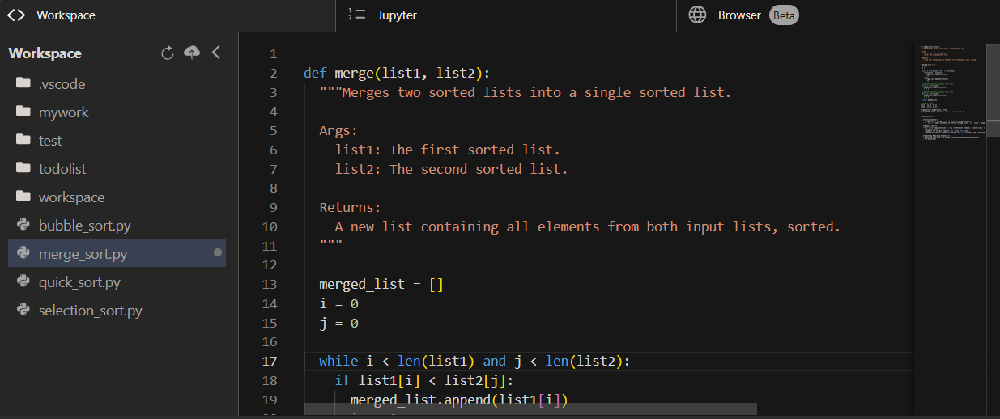 Workspace
Jupyter
Browser Beta
Workspace
.vscode
mywork
test
todolist
workspace
bubble_sort.py
merge_sort.py
quick_sort.py
selection_sort.py
1
2 def merge(list1, list2):
3 """Merges two sorted lists into a single sorted list.
4
5 Args:
6 list1: The first sorted list.
7 list2: The second sorted list.
8
9 Returns:
10 A new list containing all elements from both input lists, sorted.
11 """
12
13 merged_list = []
14 i = 0
15 j = 0
16
17 while i < len(list1) and j < len(list2):
18 if list1[i] < list2[j]:
19 merged_list.append(list1[i])